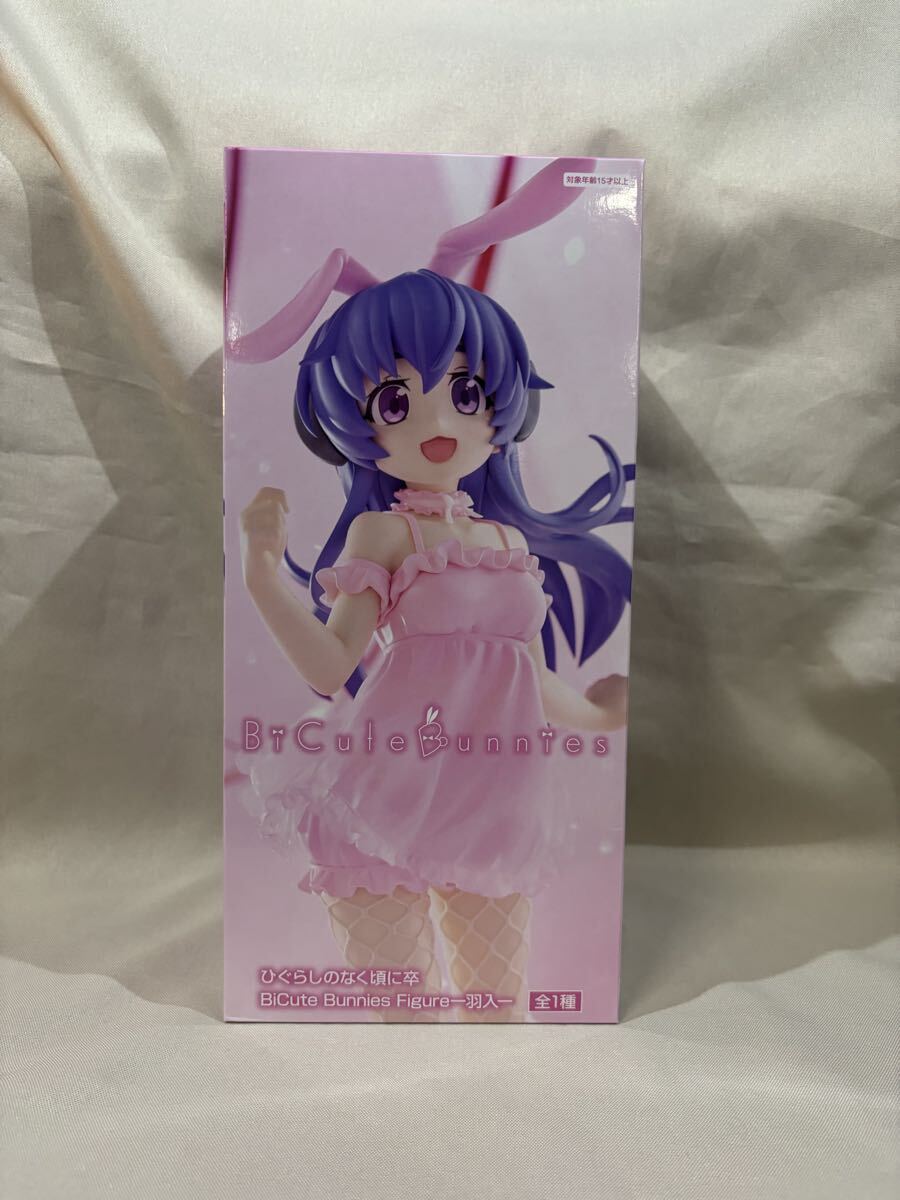 対象年齢15才以上
BiCute Bunnies
ひぐらしのなく頃に卒
BiCute Bunnies Figure—羽入— 全1種